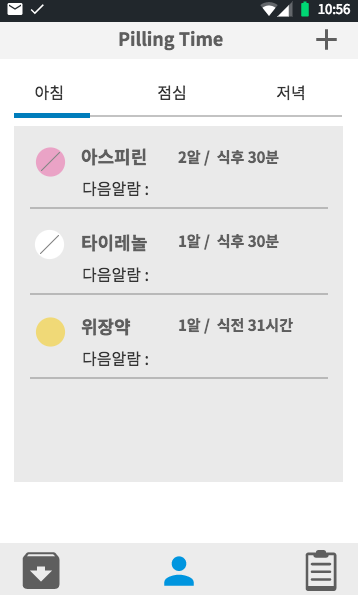 10:56
Pilling Time
아침 점심 저녁
아스피린 2알 / 식후 30분
다음알람 :
타이레놀 1알 / 식후 30분
다음알람 :
위장약 1알 / 식전 31시간
다음알람 :